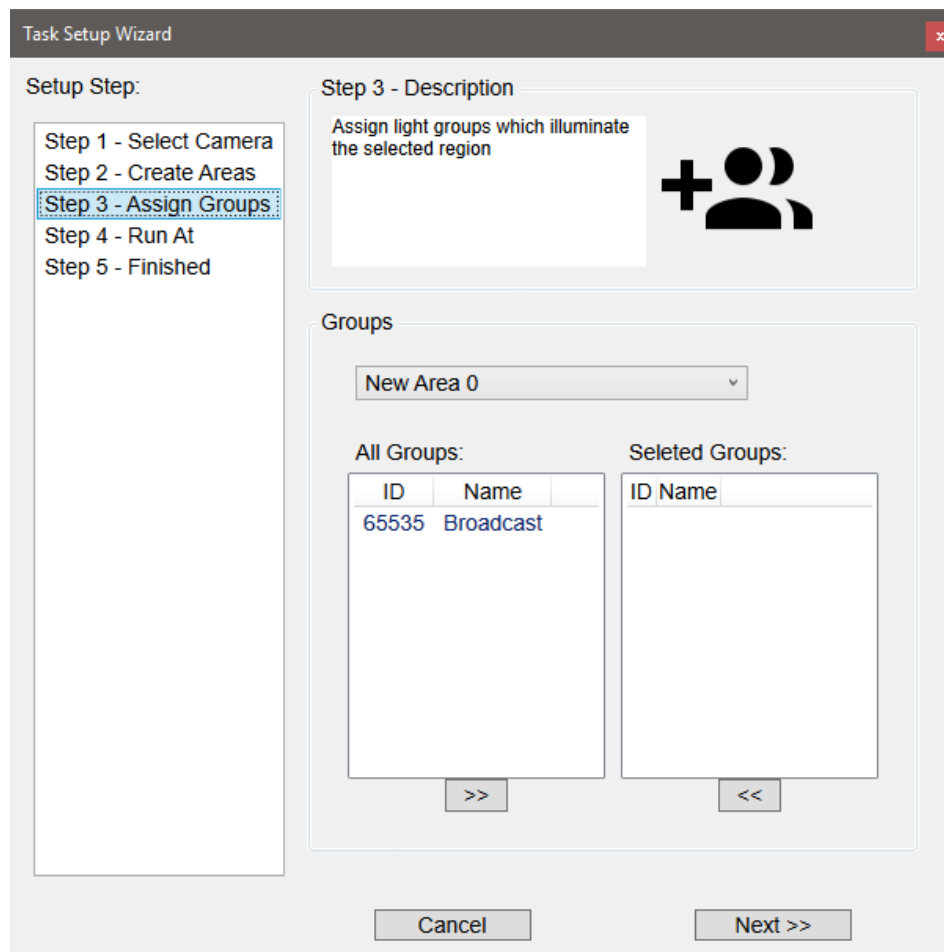 Task Setup Wizard
x
Setup Step:
Step 1 - Select Camera
Step 2 - Create Areas
Step 3 - Assign Groups
Step 4 - Run At
Step 5 - Finished
Step 3 - Description
Assign light groups which illuminate
the selected region
Groups
New Area 0
All Groups:
ID Name
65535 Broadcast
>>
Seleted Groups:
ID Name
<<
Cancel
Next >>